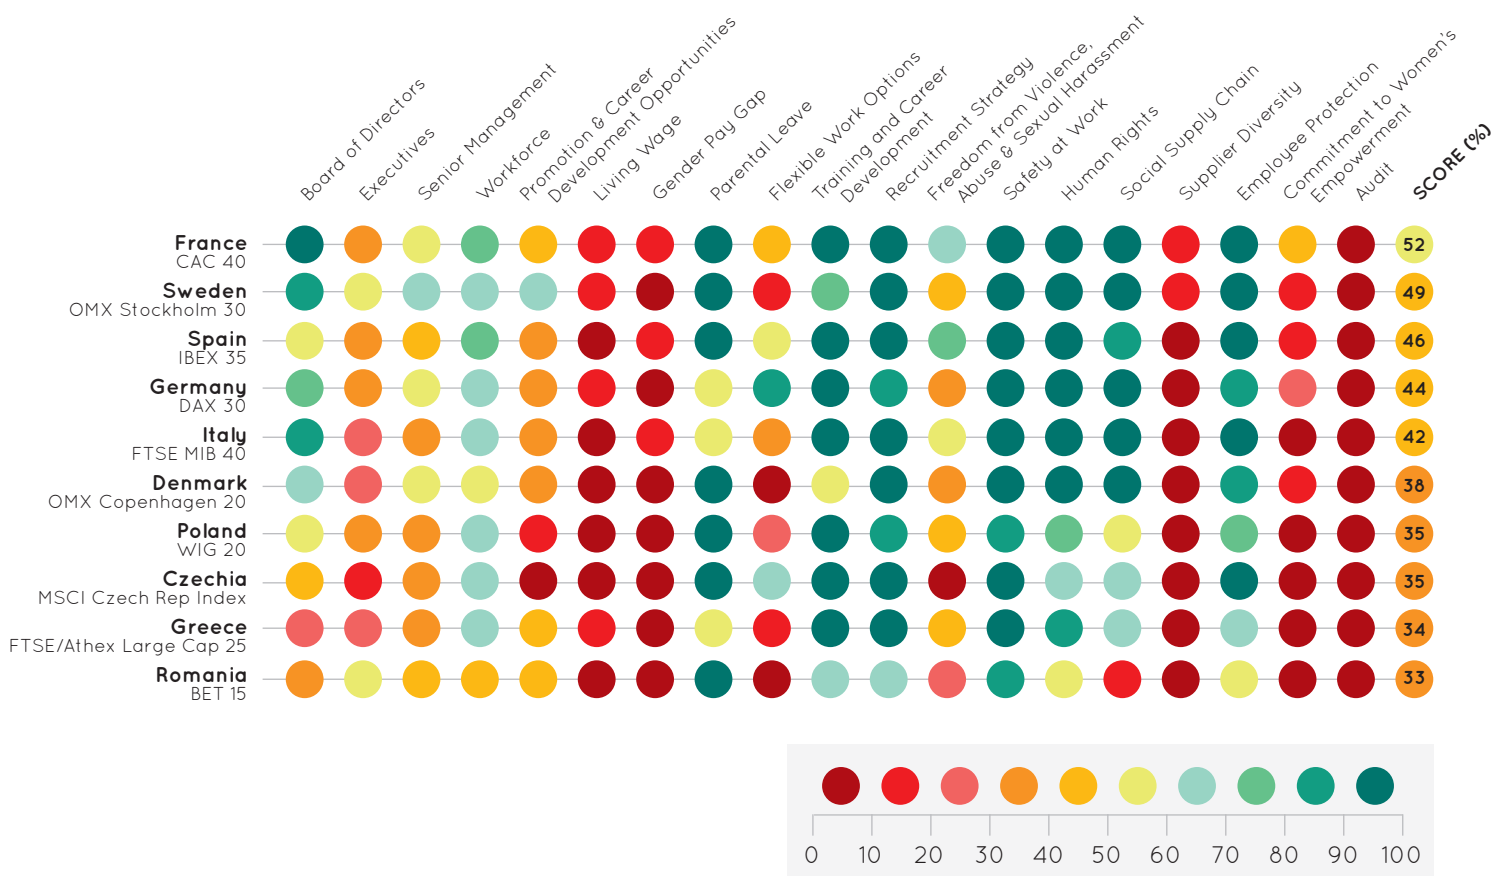 Board of Directors
Executives
Senior Management
Workforce
Promotion & Career
Development Opportunities
Living Wage
Gender Pay Gap
Parental Leave
Flexible Work Options
Training and Career
Development
Recruitment Strategy
Freedom from Violence,
Abuse & Sexual Harassment
Safety at Work
Human Rights
Social Supply Chain
Supplier Diversity
Employee Protection
Commitment to Women's
Empowerment
Audit
SCORE (%)
France
CAC 40
52
Sweden
OMX Stockholm 30
49
Spain
IBEX 35
46
Germany
DAX 30
44
Italy
FTSE MIB 40
42
Denmark
OMX Copenhagen 20
38
Poland
WIG 20
35
Czechia
MSCI Czech Rep Index
35
Greece
FTSE/Athex Large Cap 25
34
Romania
BET 15
33
0 10 20 30 40 50 60 70 80 90 100